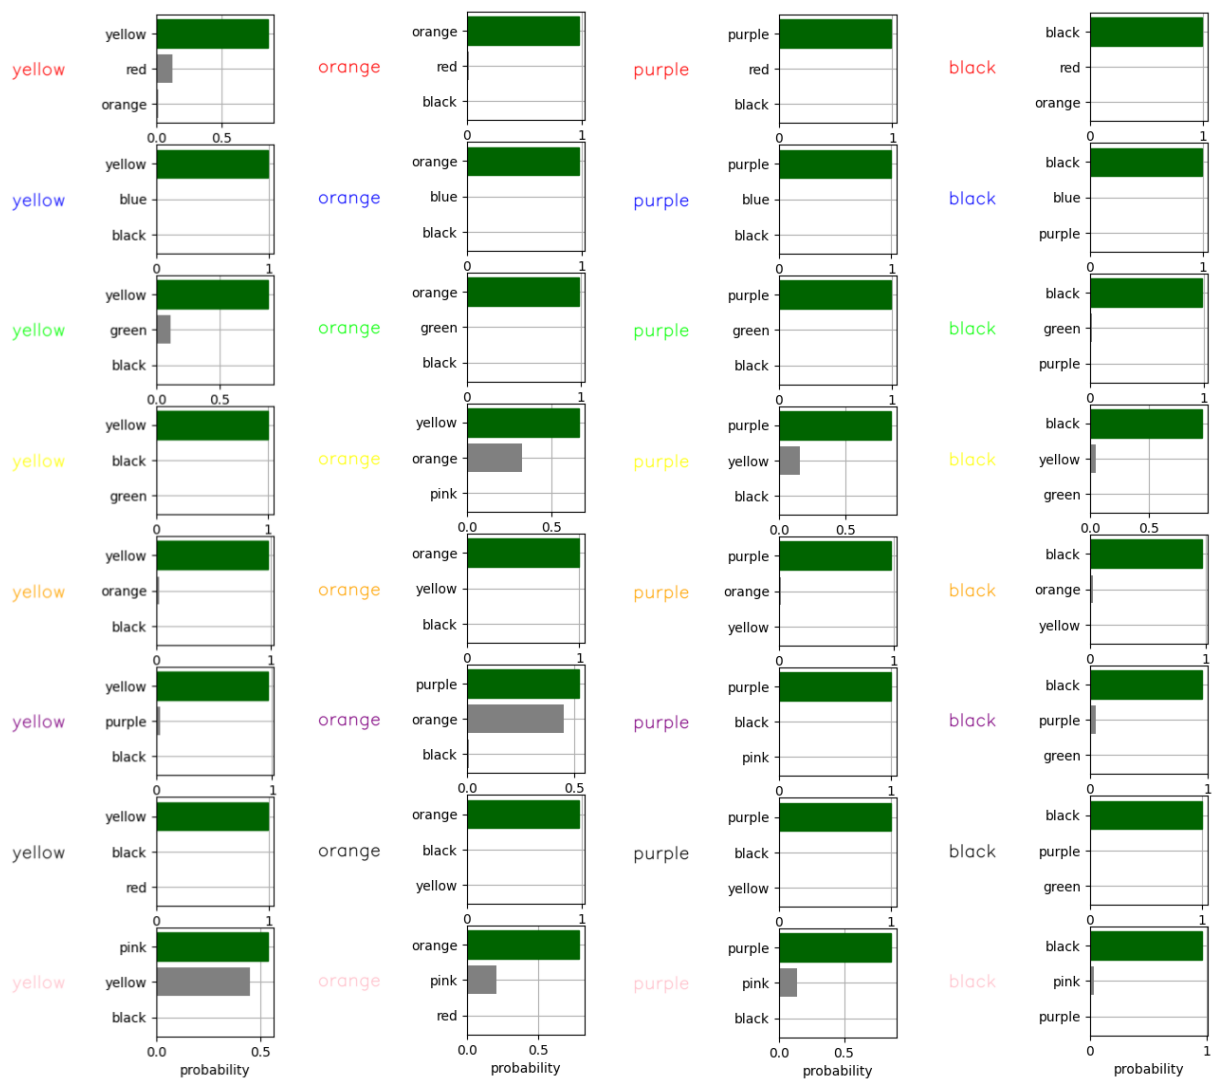 yellow
yellow
red
orange
0.0 0.5
orange
orange
red
black
0 1
purple
purple
red
black
0 1
black
black
red
orange
0 1
yellow
yellow
blue
black
0 1
orange
orange
blue
black
0 1
purple
purple
blue
black
0 1
black
black
blue
purple
0 1
yellow
yellow
green
black
0.0 0.5
orange
orange
green
black
0 1
purple
purple
green
black
0 1
black
black
green
purple
0 1
yellow
yellow
black
green
0 1
orange
yellow
orange
pink
0.0 0.5
purple
purple
yellow
black
0.0 0.5
black
black
yellow
green
0.0 0.5
yellow
yellow
orange
black
0 1
orange
orange
yellow
black
0 1
purple
purple
orange
yellow
0 1
black
black
orange
yellow
0 1
yellow
yellow
purple
black
0 1
orange
purple
orange
black
0.0 0.5
purple
purple
black
pink
0 1
black
black
purple
green
0 1
yellow
yellow
black
red
0 1
orange
orange
black
yellow
0 1
purple
purple
black
yellow
0 1
black
black
purple
green
0 1
yellow
pink
yellow
black
0.0 0.5
probability
orange
orange
pink
red
0.0 0.5
probability
purple
purple
pink
black
0.0 0.5
probability
black
black
pink
purple
0 1
probability